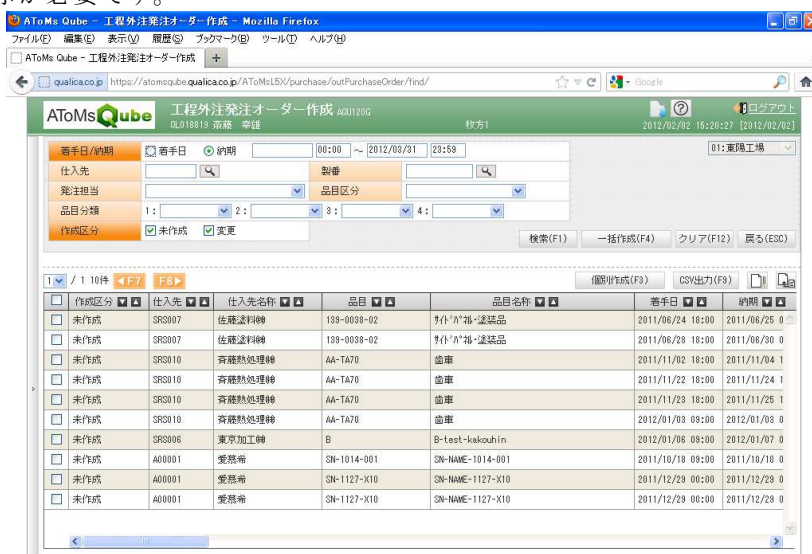 が必要です。
AToMs Qube - 工程外注発注オーダー作成 - Mozilla Firefox
ファイル(F) 編集(E) 表示(V) 履歴(S) ブックマーク(B) ツール(T) ヘルプ(H)
AToMs Qube - 工程外注発注オーダー作成 +
qualica.co.jp https://atomsqube.qualica.co.jp/AToMsL5X/purchase/outPurchaseOrder/find/ Google
AToMs Qube 工程外注発注オーダー作成 AOU120G ログアウト
OL018819 斎藤 幸雄 枚方1 2012/02/02 15:20:27 [2012/02/02]
着手日/納期 着手日 納期 00:00 ～ 2012/03/31 23:59 01:東陽工場
仕入先 製番
発注担当 品目区分
品目分類 1: 2: 3: 4:
作成区分 未作成 変更
検索(F1) 一括作成(F4) クリア(F12) 戻る(ESC)
1 / 1 10件 F7 F8 個別作成(F3) CSV出力(F9)
作成区分 仕入先 仕入先名称 品目 品目名称 着手日 納期
未作成 SRS007 佐藤塗料㈱ 139-0038-02 ｻｲﾄﾞﾊﾟﾈﾙ・塗装品 2011/06/24 18:00 2011/06/25 0
未作成 SRS007 佐藤塗料㈱ 139-0038-02 ｻｲﾄﾞﾊﾟﾈﾙ・塗装品 2011/06/28 18:00 2011/06/30 0
未作成 SRS010 斉藤熱処理㈱ AA-TA70 歯車 2011/11/02 18:00 2011/11/04 1
未作成 SRS010 斉藤熱処理㈱ AA-TA70 歯車 2011/11/22 18:00 2011/11/24 1
未作成 SRS010 斉藤熱処理㈱ AA-TA70 歯車 2011/11/23 18:00 2011/11/25 1
未作成 SRS010 斉藤熱処理㈱ AA-TA70 歯車 2012/01/03 09:00 2012/01/03 0
未作成 SRS006 東京加工㈱ B B-test-kakouhin 2012/01/06 09:00 2012/01/07 0
未作成 A00001 愛慕希 SN-1014-001 SN-NAME-1014-001 2011/10/18 09:00 2011/10/18 0
未作成 A00001 愛慕希 SN-1127-X10 SN-NAME-1127-X10 2011/12/29 00:00 2011/12/29 0
未作成 A00001 愛慕希 SN-1127-X10 SN-NAME-1127-X10 2011/12/29 00:00 2011/12/29 0